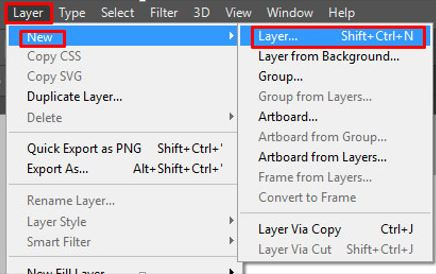 Layer Type Select Filter 3D View Window Help
New
Copy CSS
Copy SVG
Duplicate Layer...
Delete
Quick Export as PNG Shift+Ctrl+'
Export As... Alt+Shift+Ctrl+'
Rename Layer...
Layer Style
Smart Filter
New Fill Layer
Layer... Shift+Ctrl+N
Layer from Background...
Group...
Group from Layers...
Artboard...
Artboard from Group...
Artboard from Layers...
Frame from Layers...
Convert to Frame
Layer Via Copy Ctrl+J
Layer Via Cut Shift+Ctrl+J